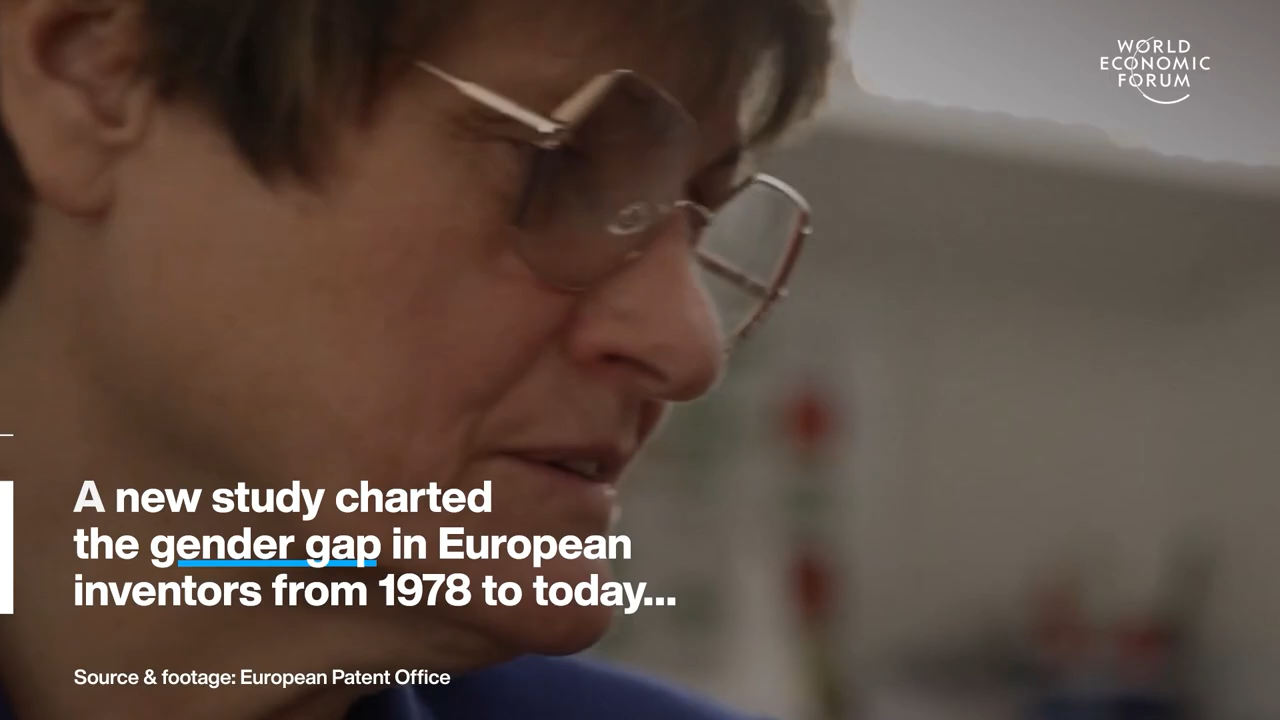 WORLD
ECONOMIC
FORUM
A new study charted
the gender gap in European
inventors from 1978 to today...
Source & footage: European Patent Office